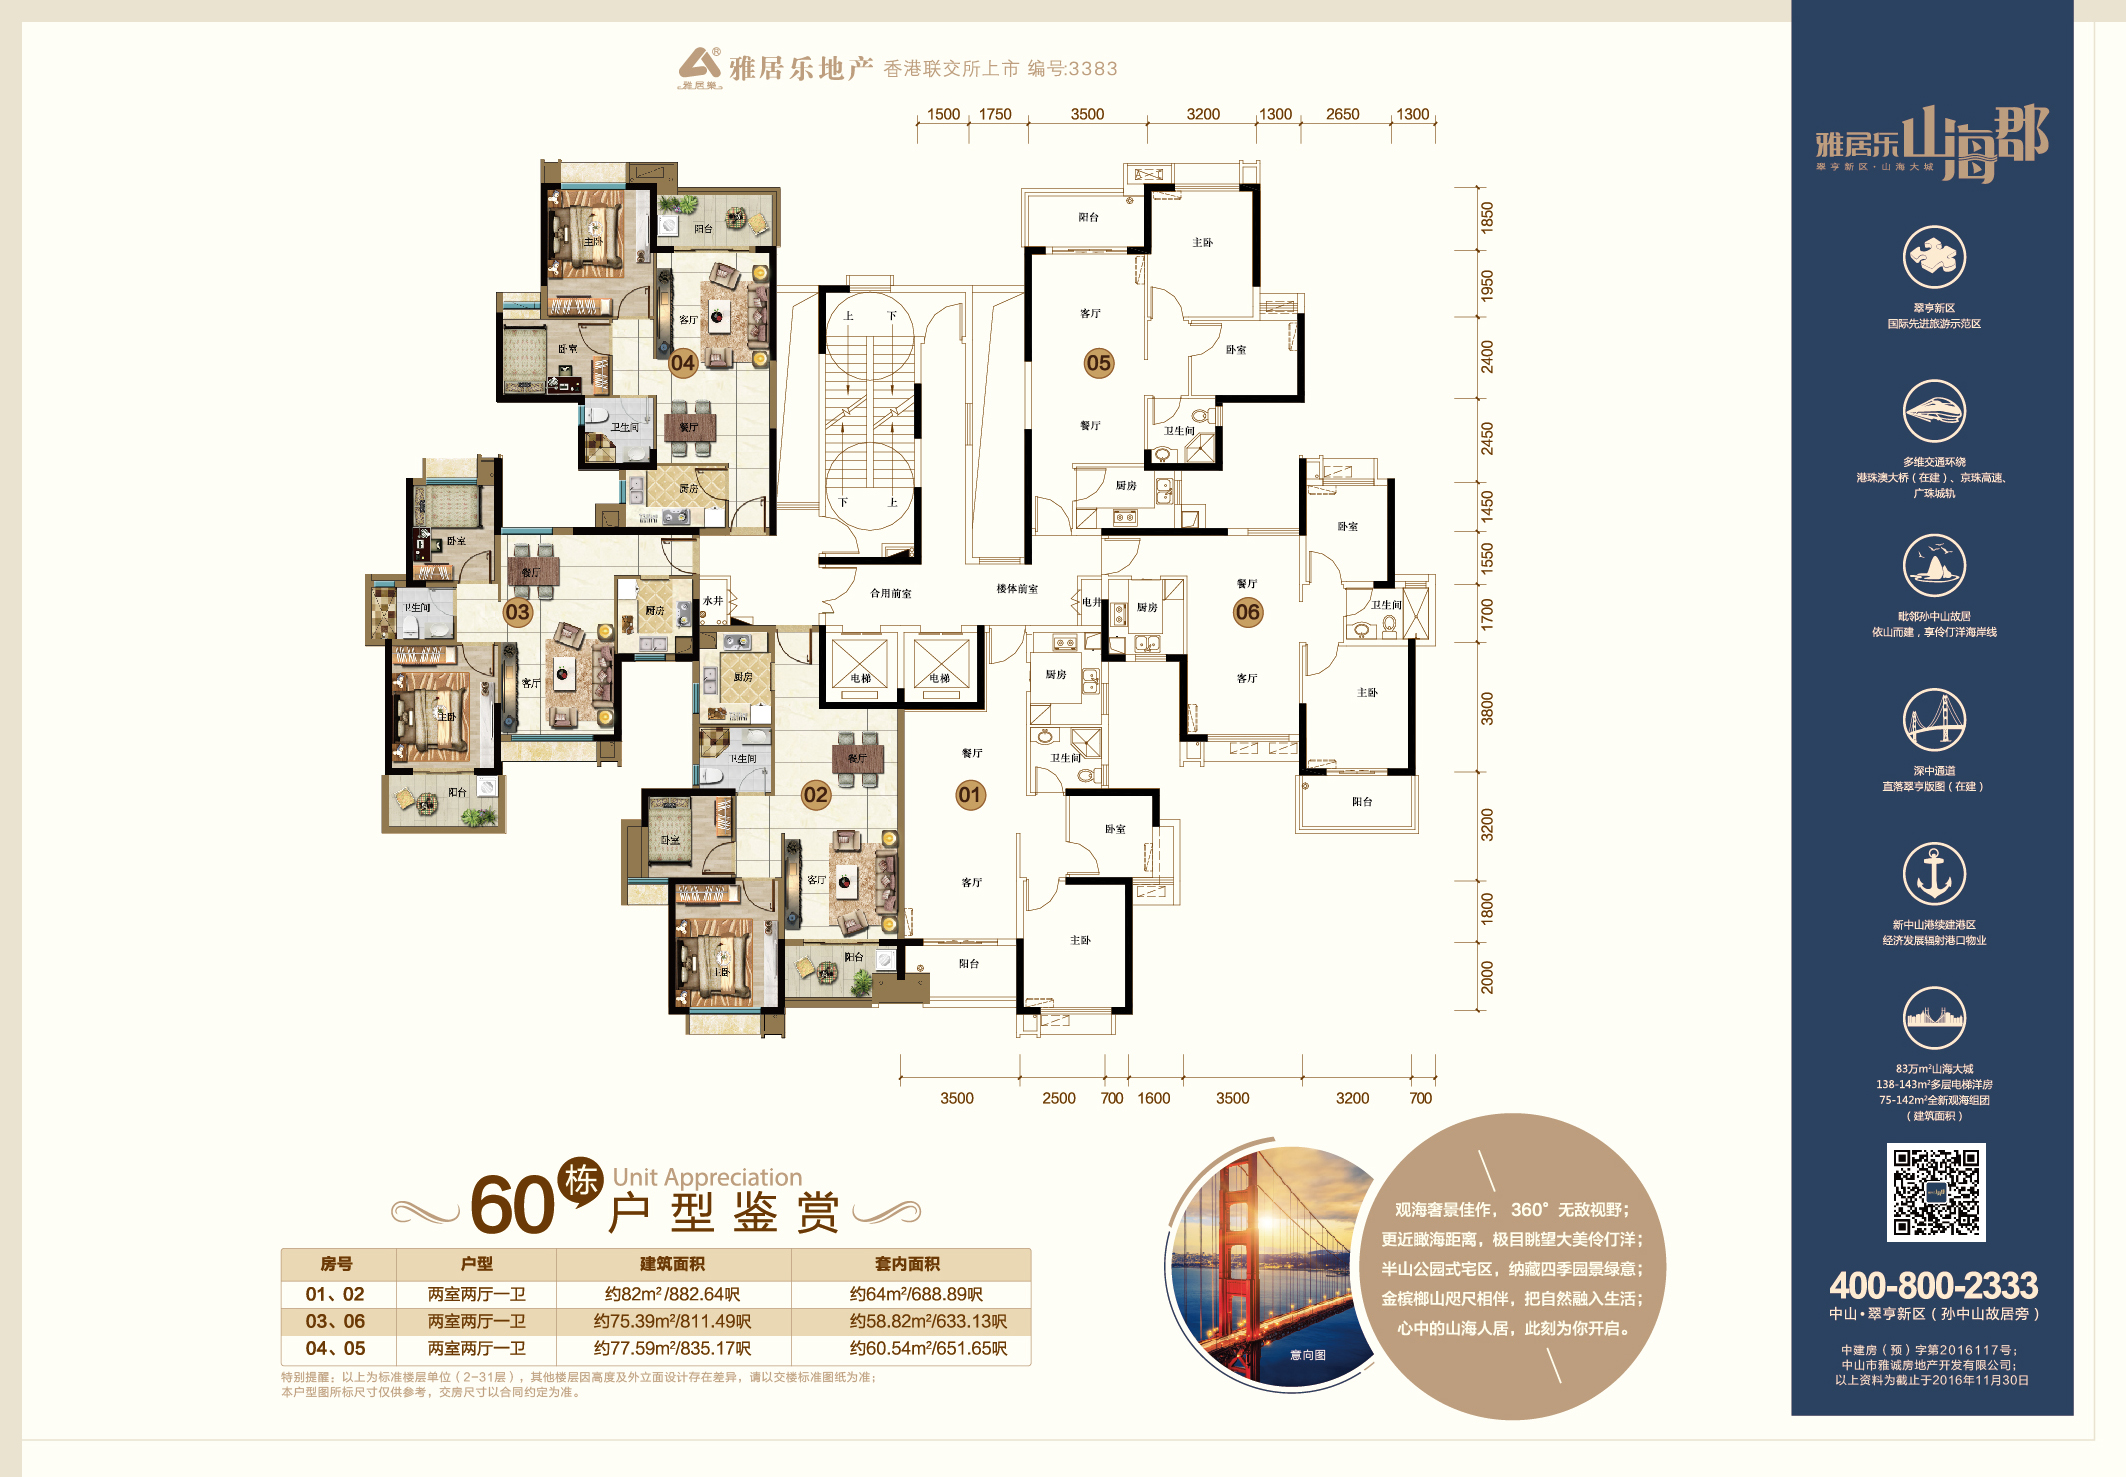 雅居乐地产 香港联交所上市 编号:3383
雅居樂
1500 1750 3500 3200 1300 2650 1300
1850
1950
2400
2450
1450
1550
1700
3800
3200
1800
2000
主卧
阳台
客厅
卧室
04
卫生间
餐厅
厨房
上 下
下 上
阳台
主卧
客厅
卧室
05
餐厅
卫生间
厨房
卧室
餐厅
卫生间
03
厨房
客厅
主卧
阳台
水井
合用前室
楼体前室
电井
电梯
电梯
卧室
餐厅
厨房
06
卫生间
客厅
主卧
阳台
厨房
卫生间
餐厅
02
卧室
客厅
主卧
阳台
厨房
餐厅
卫生间
01
卧室
客厅
主卧
阳台
3500 2500 700 1600 3500 3200 700
60栋 Unit Appreciation
户型鉴赏
房号 户型 建筑面积 套内面积
01、02 两室两厅一卫 约82m²/882.64呎 约64m²/688.89呎
03、06 两室两厅一卫 约75.39m²/811.49呎 约58.82m²/633.13呎
04、05 两室两厅一卫 约77.59m²/835.17呎 约60.54m²/651.65呎
特别提醒：以上为标准楼层单位（2-31层），其他楼层因高度及外立面设计存在差异，请以交楼标准图纸为准；
本户型图所标尺寸仅供参考，交房尺寸以合同约定为准。
意向图
观海奢景佳作， 360°无敌视野；
更近瞰海距离，极目眺望大美伶仃洋；
半山公园式宅区，纳藏四季园景绿意；
金槟榔山咫尺相伴，把自然融入生活；
心中的山海人居，此刻为你开启。
雅居乐山海郡
翠亨新区·山海大城
翠亨新区
国际先进旅游示范区
多维交通环绕
港珠澳大桥（在建）、京珠高速、
广珠城轨
毗邻孙中山故居
依山而建，享伶仃洋海岸线
深中通道
直落翠亨版图（在建）
新中山港续建港区
经济发展辐射港口物业
83万m²山海大城
138-143m²多层电梯洋房
75-142m²全新观海组团
（建筑面积）
400-800-2333
中山·翠亨新区（孙中山故居旁）
中建房（预）字第2016117号；
中山市雅诚房地产开发有限公司；
以上资料为截止于2016年11月30日